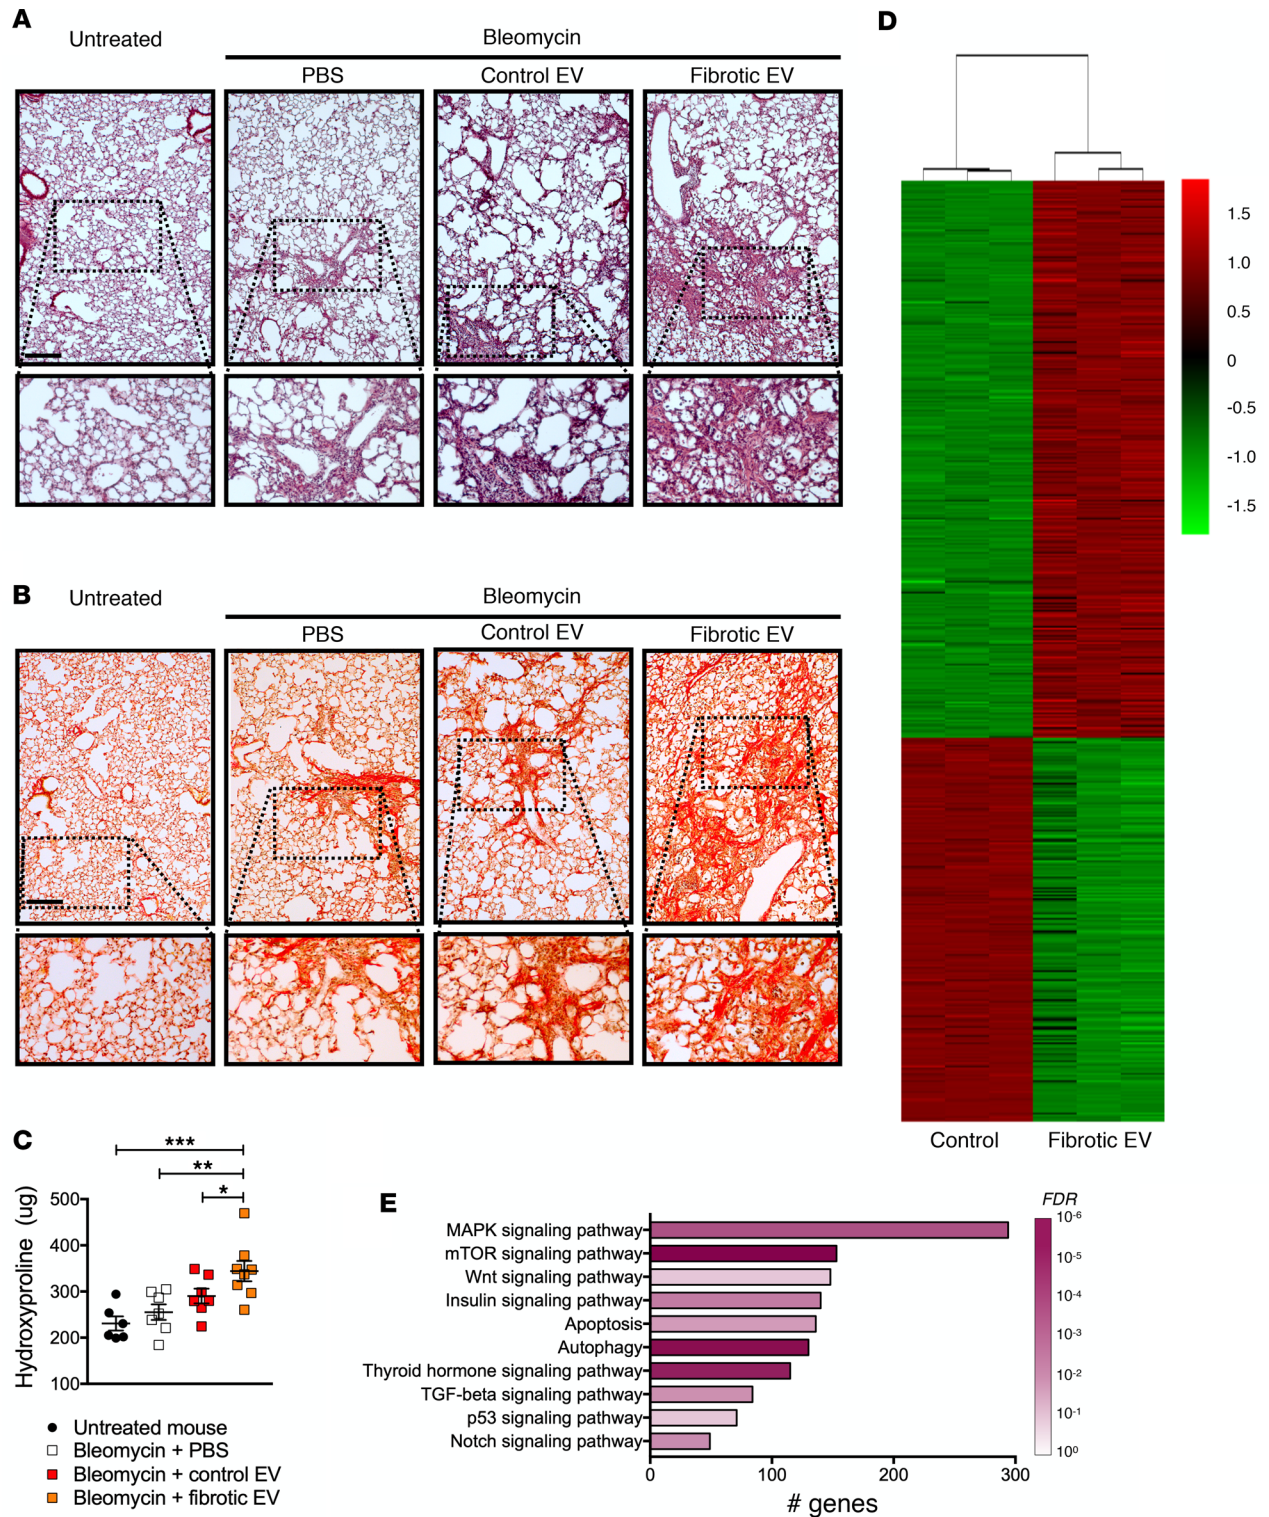 A
Untreated
Bleomycin
PBS
Control EV
Fibrotic EV
B
Untreated
Bleomycin
PBS
Control EV
Fibrotic EV
C
***
**
*
Hydroxyproline (ug)
500
400
300
200
100
Untreated mouse
Bleomycin + PBS
Bleomycin + control EV
Bleomycin + fibrotic EV
D
1.5
1.0
0.5
0
-0.5
-1.0
-1.5
Control
Fibrotic EV
E
MAPK signaling pathway
mTOR signaling pathway
Wnt signaling pathway
Insulin signaling pathway
Apoptosis
Autophagy
Thyroid hormone signaling pathway
TGF-beta signaling pathway
p53 signaling pathway
Notch signaling pathway
0
100
200
300
# genes
FDR
10-6
10-5
10-4
10-3
10-2
10-1
100